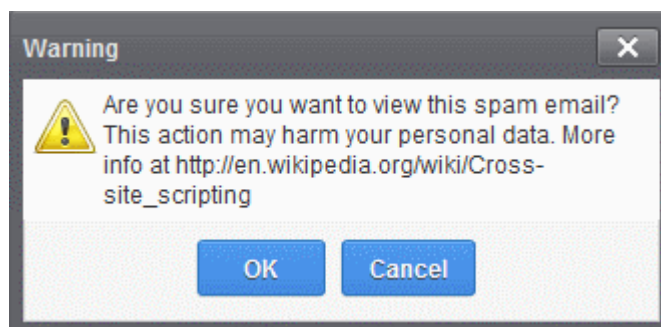 Warning
Are you sure you want to view this spam email?
This action may harm your personal data. More
info at http://en.wikipedia.org/wiki/Cross-
site_scripting
OK Cancel